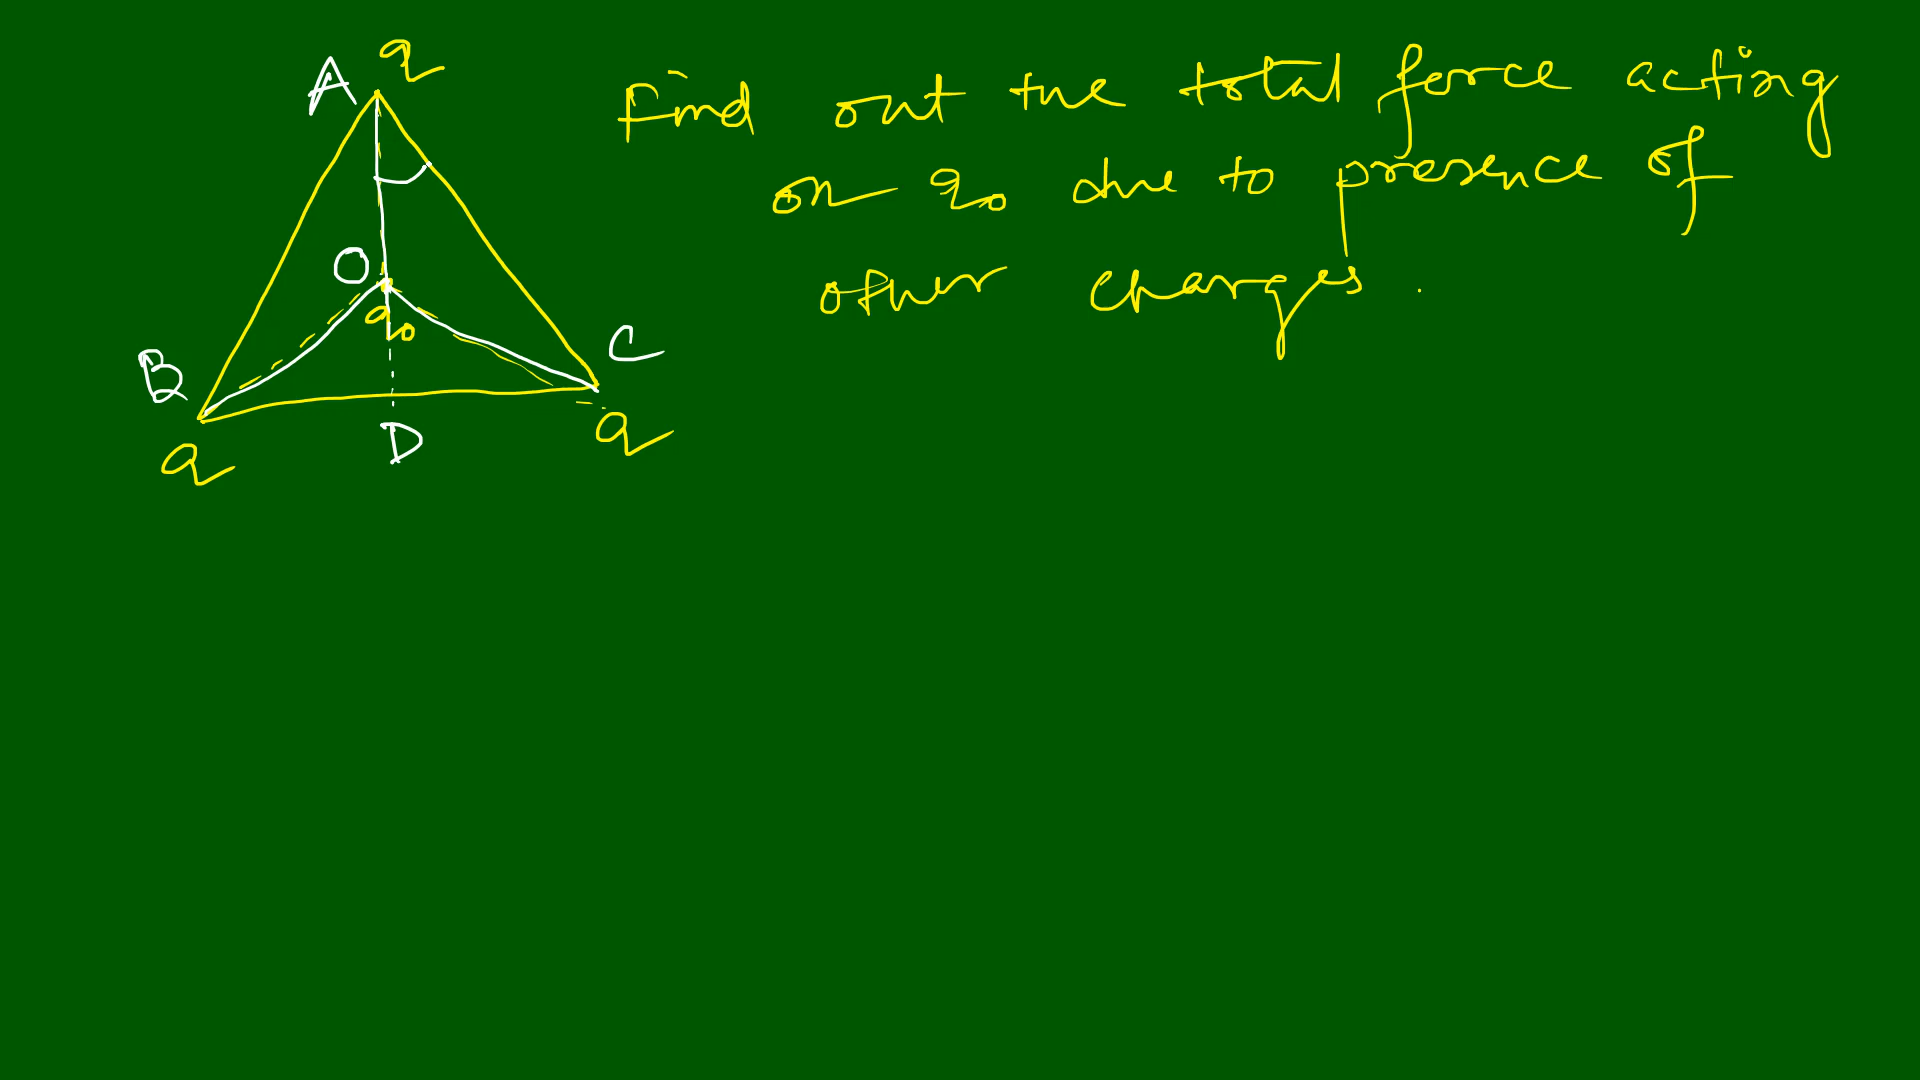 A q
Find out the total force acting
on q₀ due to presence of
other charges.
O
q₀
B
C
D
q
q